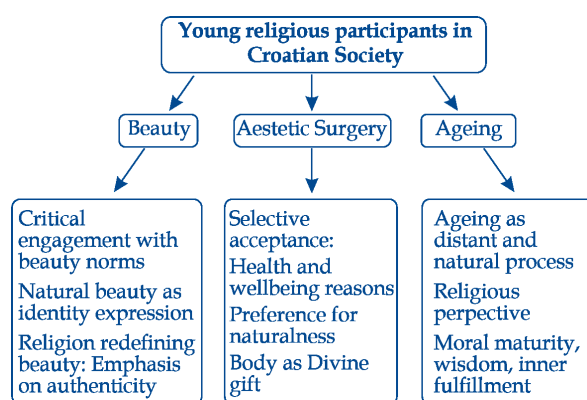 Young religious participants in
Croatian Society
Beauty
Aestetic Surgery
Ageing
Critical
engagement with
beauty norms
Natural beauty as
identity expression
Religion redefining
beauty: Emphasis
on authenticity
Selective
acceptance:
Health and
wellbeing reasons
Preference for
naturalness
Body as Divine
gift
Ageing as
distant and
natural process
Religious
perpective
Moral maturity,
wisdom, inner
fulfillment